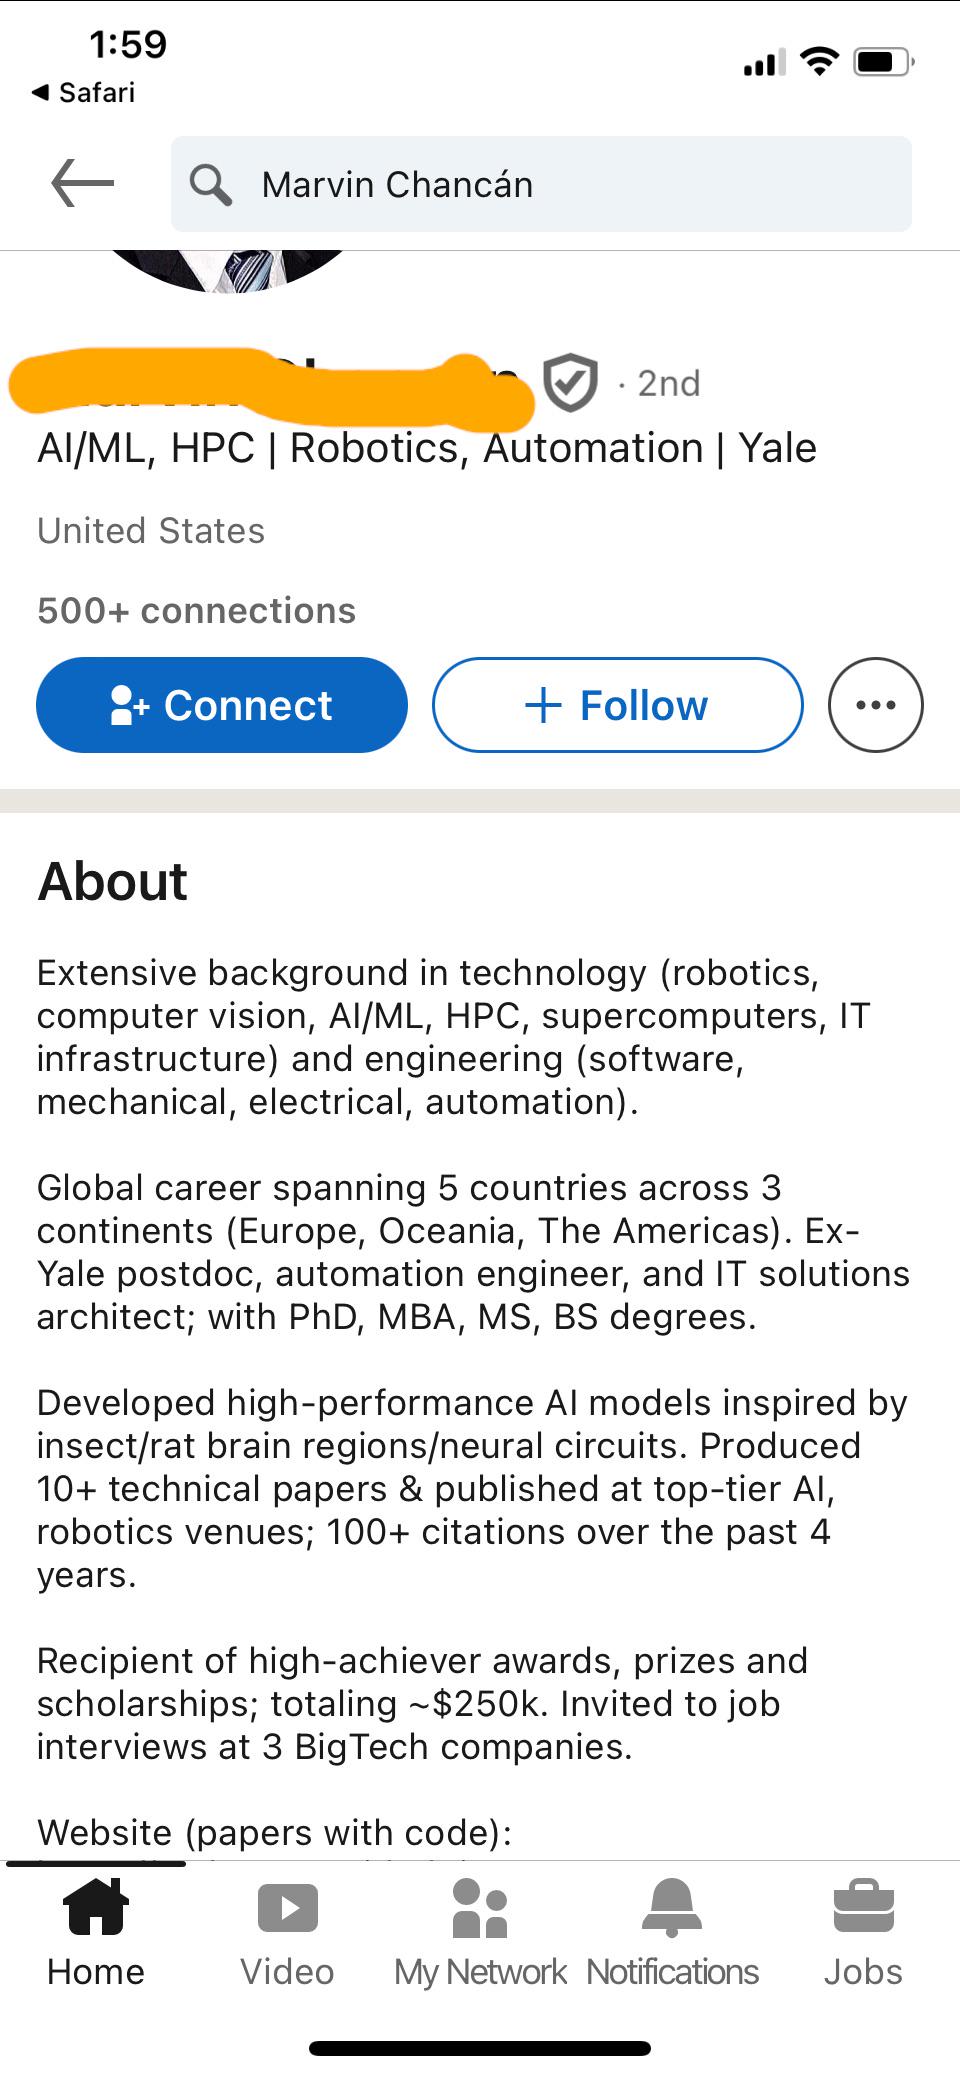 1:59
◀ Safari
Marvin Chancán
· 2nd
AI/ML, HPC | Robotics, Automation | Yale
United States
500+ connections
Connect
+ Follow
About
Extensive background in technology (robotics,
computer vision, AI/ML, HPC, supercomputers, IT
infrastructure) and engineering (software,
mechanical, electrical, automation).
Global career spanning 5 countries across 3
continents (Europe, Oceania, The Americas). Ex-
Yale postdoc, automation engineer, and IT solutions
architect; with PhD, MBA, MS, BS degrees.
Developed high-performance AI models inspired by
insect/rat brain regions/neural circuits. Produced
10+ technical papers & published at top-tier AI,
robotics venues; 100+ citations over the past 4
years.
Recipient of high-achiever awards, prizes and
scholarships; totaling ~$250k. Invited to job
interviews at 3 BigTech companies.
Website (papers with code):
Home Video My Network Notifications Jobs